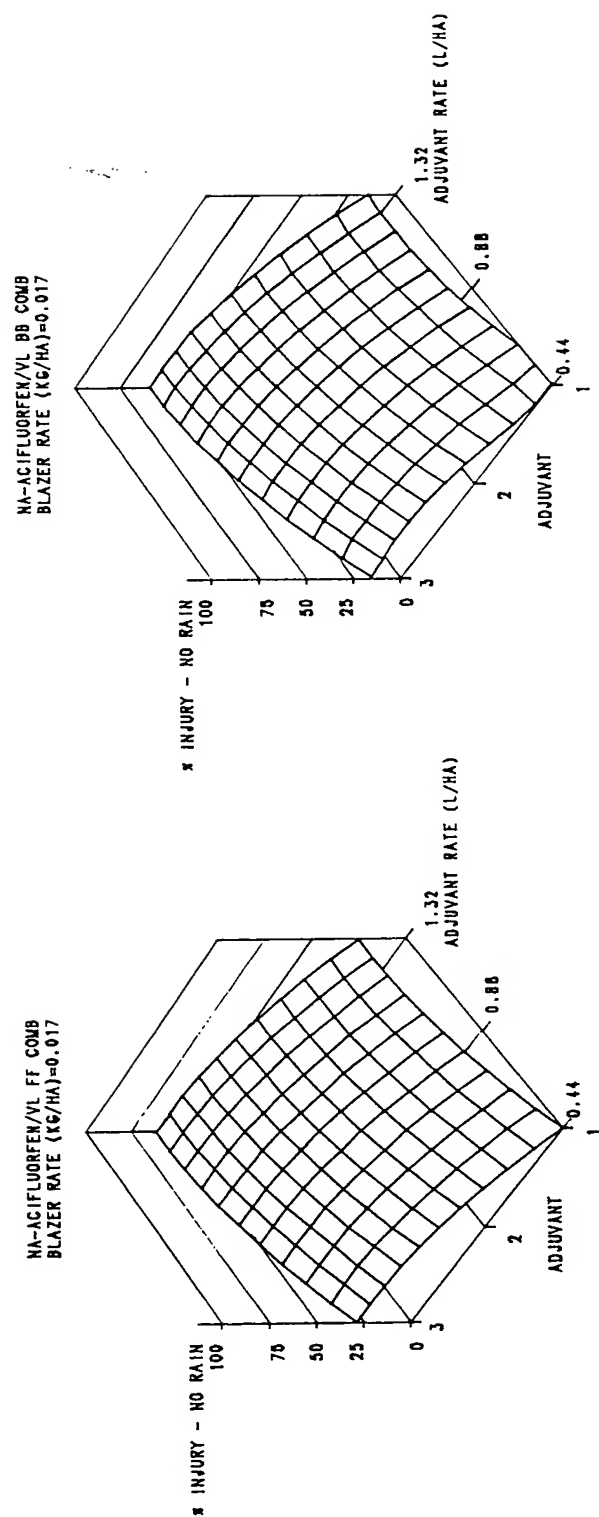 NA-ACIFLUORFEN/VL FF COMB
BLAZER RATE (KG/HA)=0.017
% INJURY - NO RAIN
100
75
50
25
0
3
2
ADJUVANT
1
0.44
0.88
1.32
ADJUVANT RATE (L/HA)
NA-ACIFLUORFEN/VL BB COMB
BLAZER RATE (KG/HA)=0.017
% INJURY - NO RAIN
100
75
50
25
0
3
2
ADJUVANT
1
0.44
0.88
1.32
ADJUVANT RATE (L/HA)